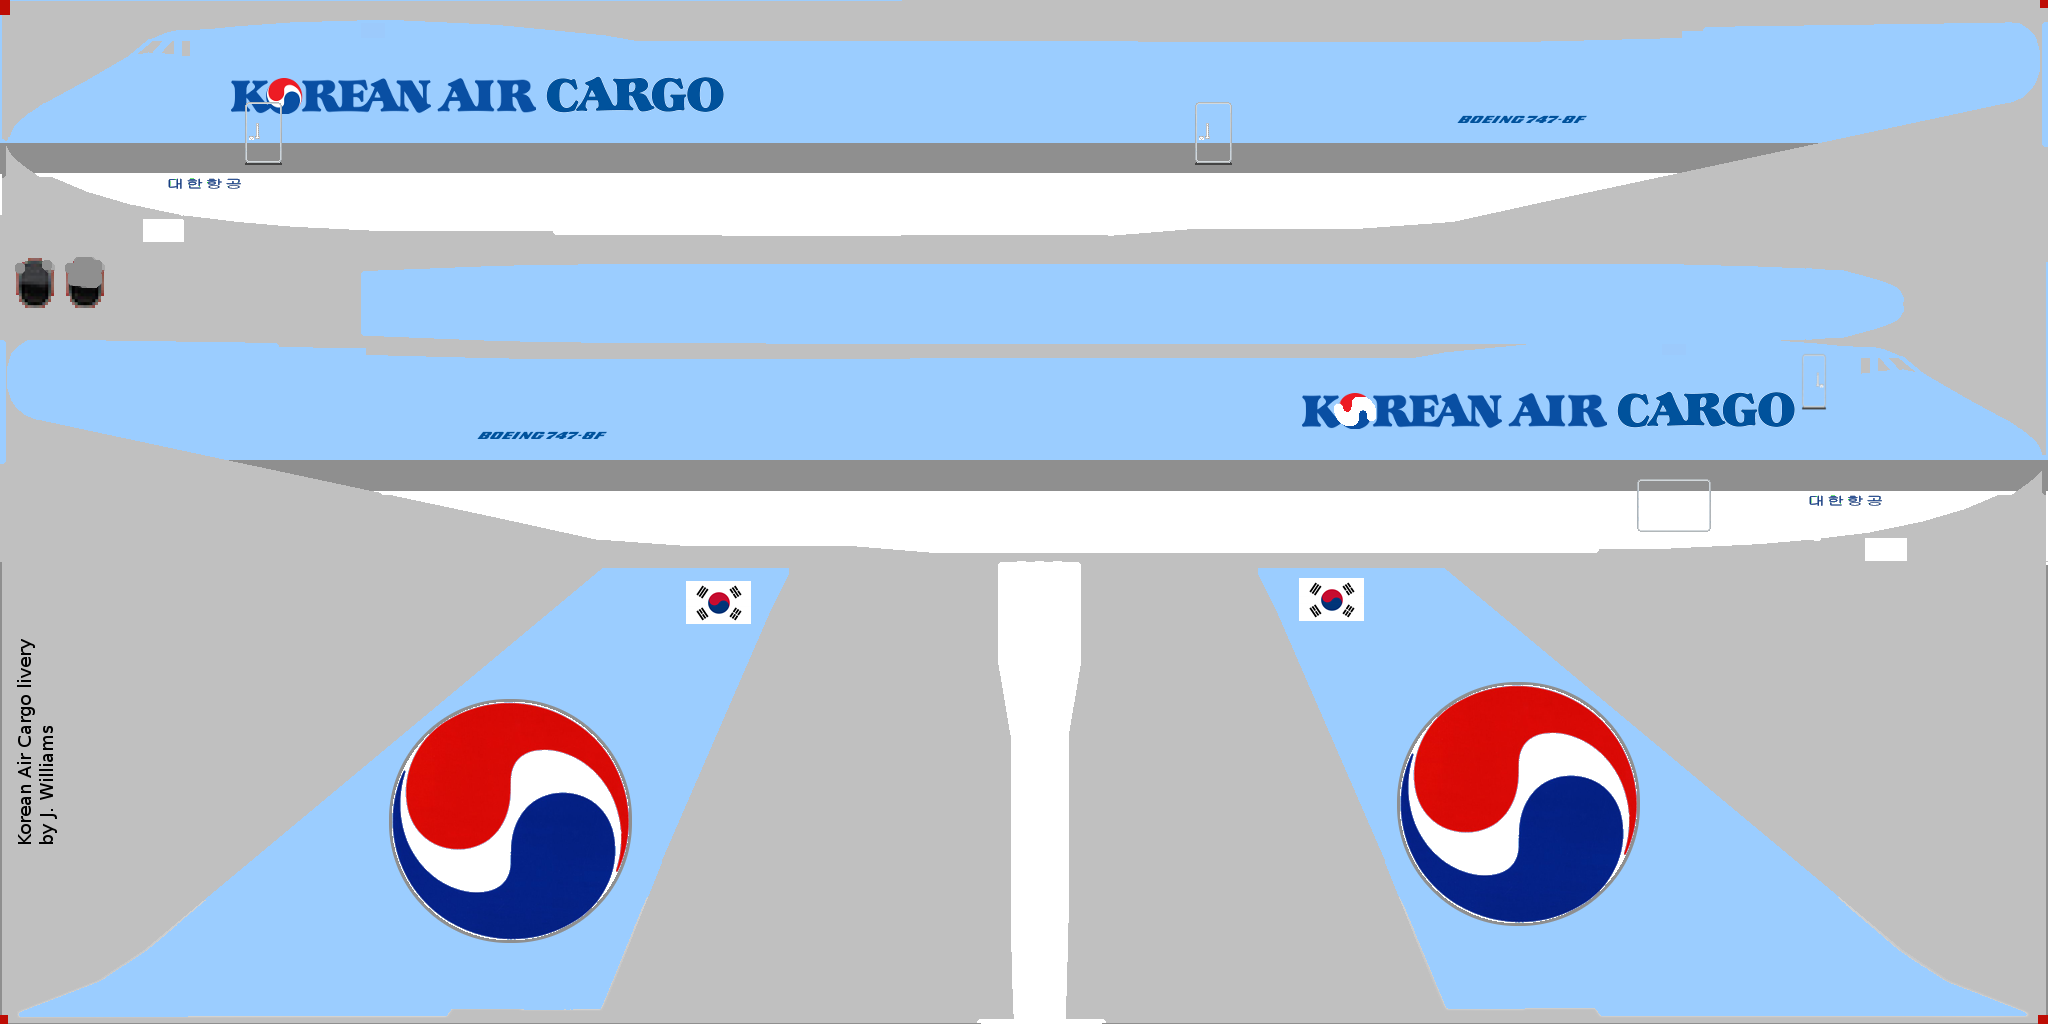 KOREAN AIR CARGO
BOEING 747-8F
대한항공
KOREAN AIR CARGO
BOEING 747-8F
대한항공
Korean Air Cargo livery
by J. Williams